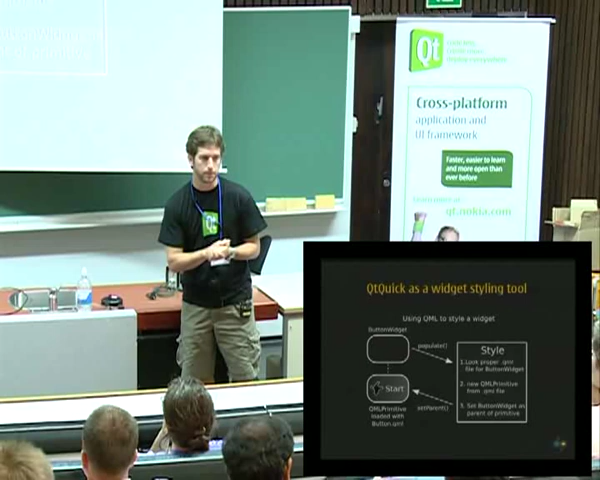 Qt
Cross-platform
application and
UI framework
Faster, easier to learn
and more open than
ever before
qt.nokia.com
Qt
QtQuick as a widget styling tool
Using QML to style a widget
ButtonWidget
populate()
Style
1.Look proper .qml
file for ButtonWidget
2. new QMLPrimitive
from .qml file
3. Set ButtonWidget as
parent of primitive
Start
setParent()
QMLPrimitive
loaded with
Button.qml